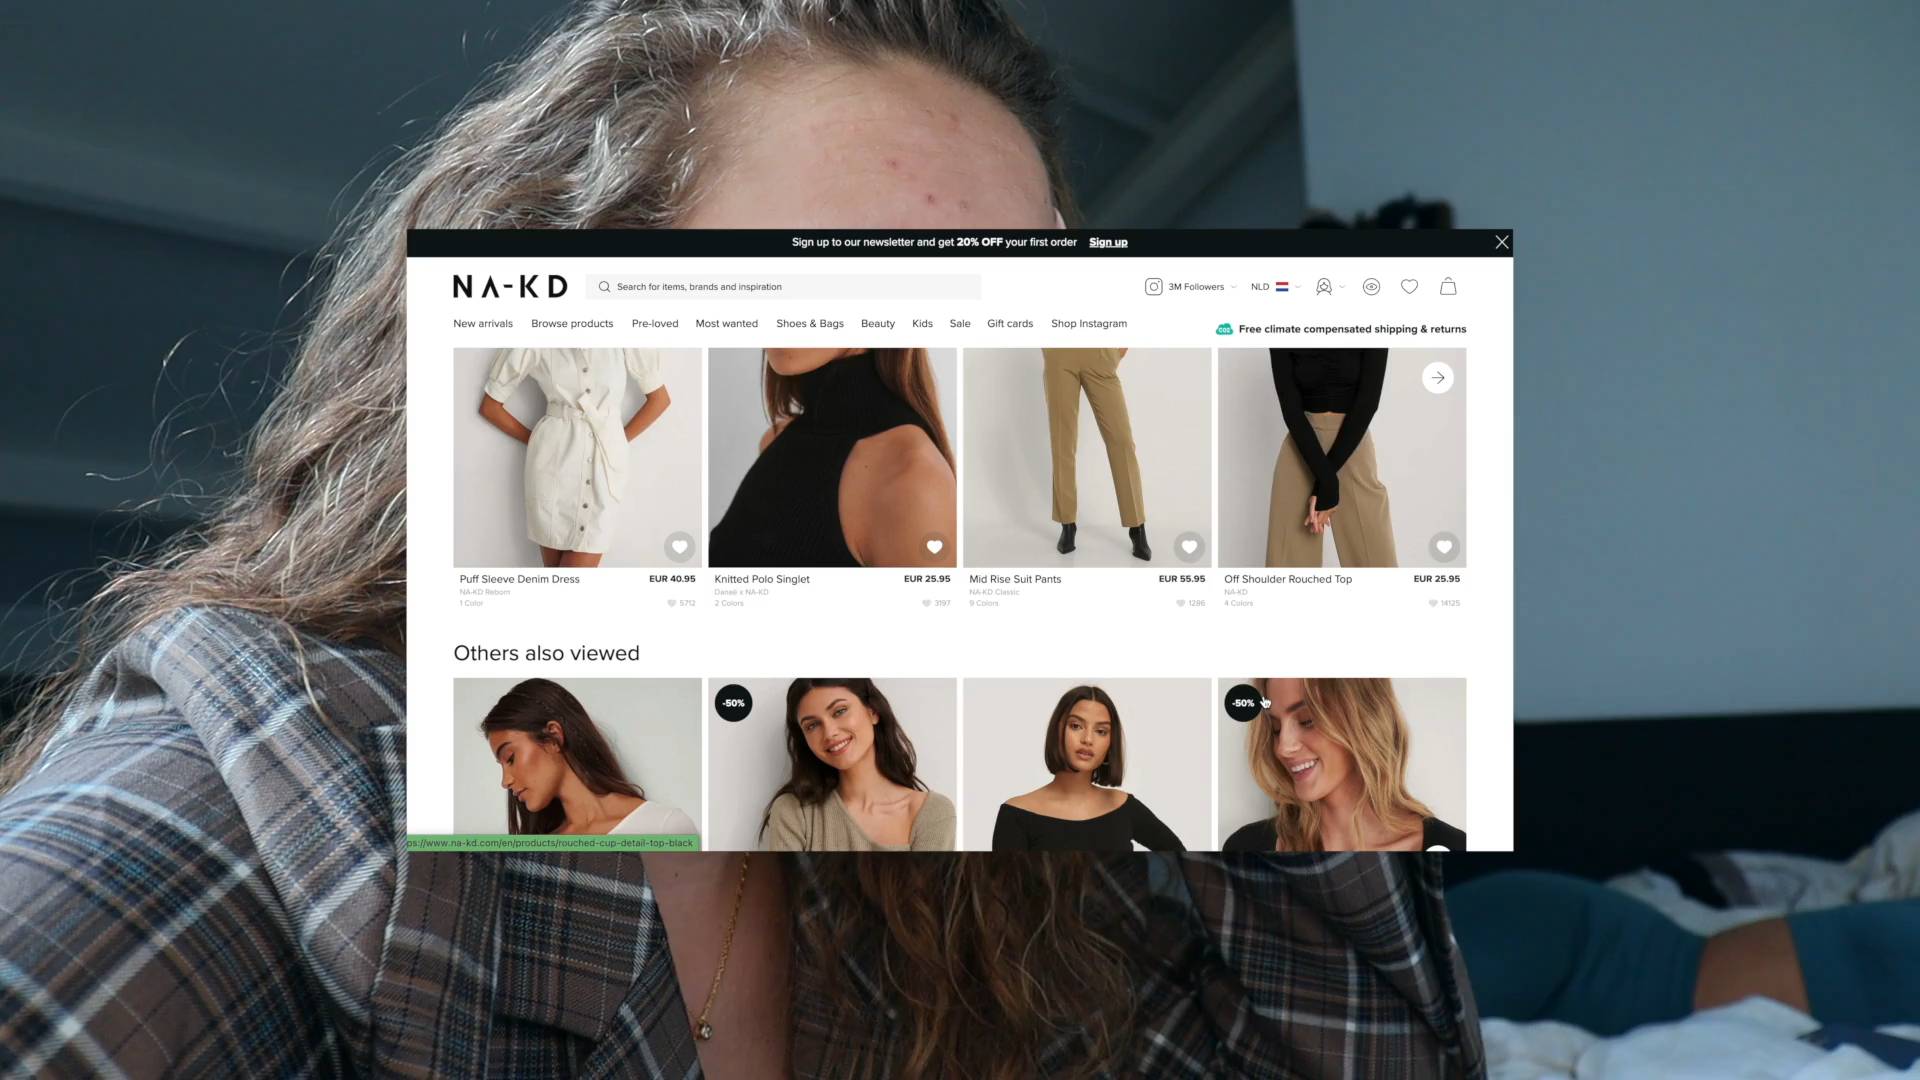 Sign up to our newsletter and get 20% OFF your first order Sign up
NA-KD
Search for items, brands and inspiration
3M Followers
NLD
New arrivals Browse products Pre-loved Most wanted Shoes & Bags Beauty Kids Sale Gift cards Shop Instagram
CO2 Free climate compensated shipping & returns
Puff Sleeve Denim Dress EUR 40.95
NA-KD Reborn
1 Color 5712
Knitted Polo Singlet EUR 25.95
Danaë x NA-KD
2 Colors 3197
Mid Rise Suit Pants EUR 55.95
NA-KD Classic
9 Colors 1286
Off Shoulder Rouched Top EUR 25.95
NA-KD
4 Colors 14125
Others also viewed
-50%
-50%
ps://www.na-kd.com/en/products/rouched-cup-detail-top-black